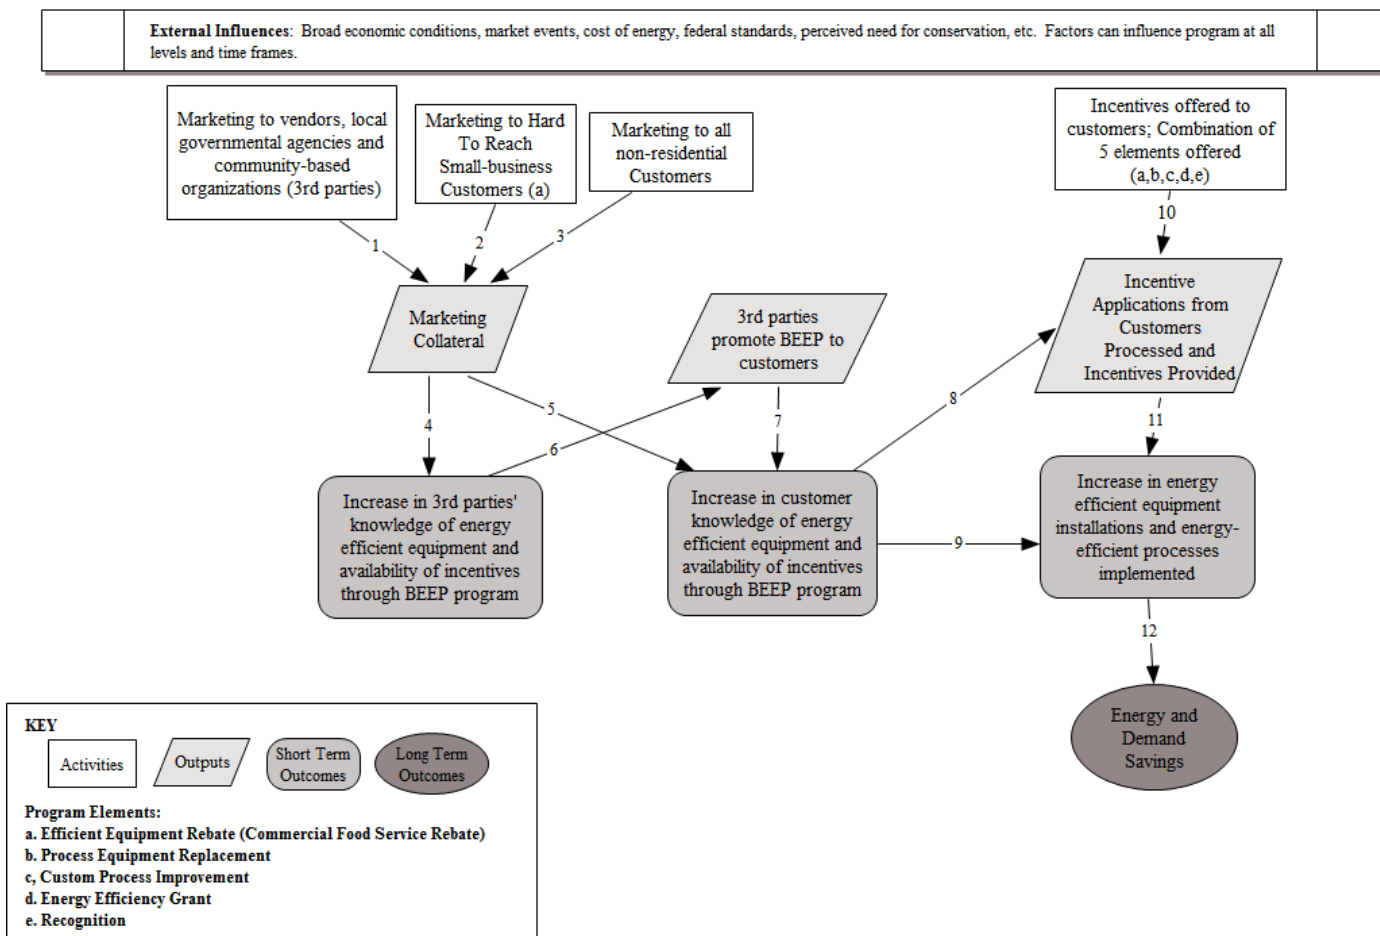 External Influences: Broad economic conditions, market events, cost of energy, federal standards, perceived need for conservation, etc. Factors can influence program at all
levels and time frames.
Marketing to vendors, local
governmental agencies and
community-based
organizations (3rd parties)
Marketing to Hard
To Reach
Small-business
Customers (a)
Marketing to all
non-residential
Customers
Incentives offered to
customers; Combination of
5 elements offered
(a,b,c,d,e)
1
2
3
10
Marketing
Collateral
3rd parties
promote BEEP to
customers
Incentive
Applications from
Customers
Processed and
Incentives Provided
4
5
6
7
8
11
Increase in 3rd parties'
knowledge of energy
efficient equipment and
availability of incentives
through BEEP program
Increase in customer
knowledge of energy
efficient equipment and
availability of incentives
through BEEP program
9
Increase in energy
efficient equipment
installations and energy-
efficient processes
implemented
12
Energy and
Demand
Savings
KEY
Activities
Outputs
Short Term
Outcomes
Long Term
Outcomes
Program Elements:
a. Efficient Equipment Rebate (Commercial Food Service Rebate)
b. Process Equipment Replacement
c, Custom Process Improvement
d. Energy Efficiency Grant
e. Recognition